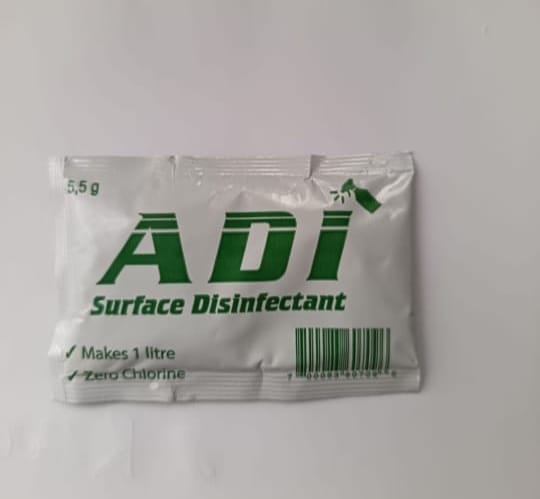 5,5 g
ADI
Surface Disinfectant
✓ Makes 1 litre
✓ Zero Chlorine